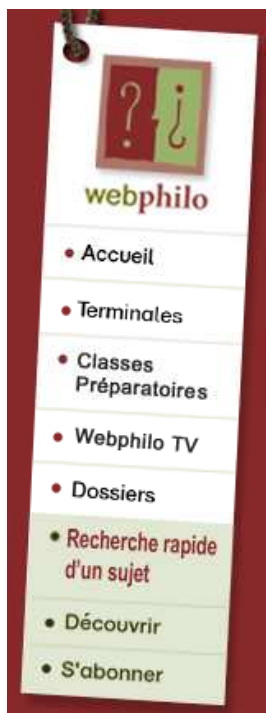 ? ¿
webphilo
Accueil
Terminales
Classes
Préparatoires
Webphilo TV
Dossiers
Recherche rapide
d'un sujet
Découvrir
S'abonner